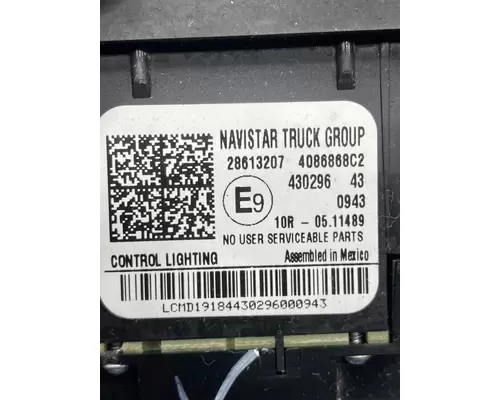 NAVISTAR TRUCK GROUP
28613207 4086868C2
430296 43
E9
0943
10R - 05.11489
NO USER SERVICEABLE PARTS
CONTROL LIGHTING Assembled in Mexico
LCMD19184430296000943